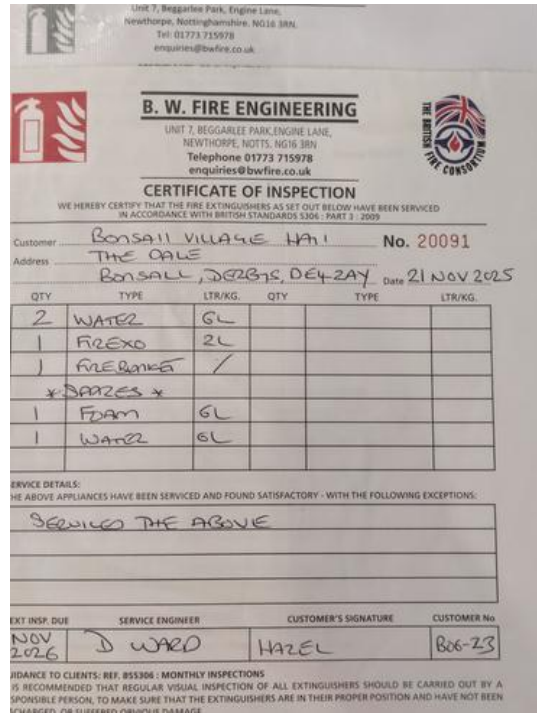 Unit 7, Beggarlee Park, Engine Lane,
Newthorpe, Nottinghamshire. NG16 3RN.
Tel: 01773 715978
enquiries@bwfire.co.uk
B. W. FIRE ENGINEERING
UNIT 7, BEGGARLEE PARK,ENGINE LANE,
NEWTHORPE, NOTTS. NG16 3RN
Telephone 01773 715978
enquiries@bwfire.co.uk
THE BRITISH FIRE CONSORTIUM
CERTIFICATE OF INSPECTION
WE HEREBY CERTIFY THAT THE FIRE EXTINGUISHERS AS SET OUT BELOW HAVE BEEN SERVICED
IN ACCORDANCE WITH BRITISH STANDARDS 5306 : PART 3 : 2009
Customer BONSAll VILLAGE HAll No. 20091
Address THE DALE
BONSALL, DERBYS, DE4 2AY Date 21 NOV 2025
QTY TYPE LTR/KG. QTY TYPE LTR/KG.
2 WATER 6L
1 FIREXO 2L
1 FIREBLANKET /
* SPARES *
1 FOAM 6L
1 WATER 6L
ERVICE DETAILS:
HE ABOVE APPLIANCES HAVE BEEN SERVICED AND FOUND SATISFACTORY - WITH THE FOLLOWING EXCEPTIONS:
SERVICED THE ABOVE
EXT INSP. DUE SERVICE ENGINEER CUSTOMER'S SIGNATURE CUSTOMER No
NOV 2026 D WARD HAZEL B06-23
IDANCE TO CLIENTS: REF. BS5306 : MONTHLY INSPECTIONS
IS RECOMMENDED THAT REGULAR VISUAL INSPECTION OF ALL EXTINGUISHERS SHOULD BE CARRIED OUT BY A
SPONSIBLE PERSON, TO MAKE SURE THAT THE EXTINGUISHERS ARE IN THEIR PROPER POSITION AND HAVE NOT BEEN
CHARGED, OR SUFFERED OBVIOUS DAMAGE.